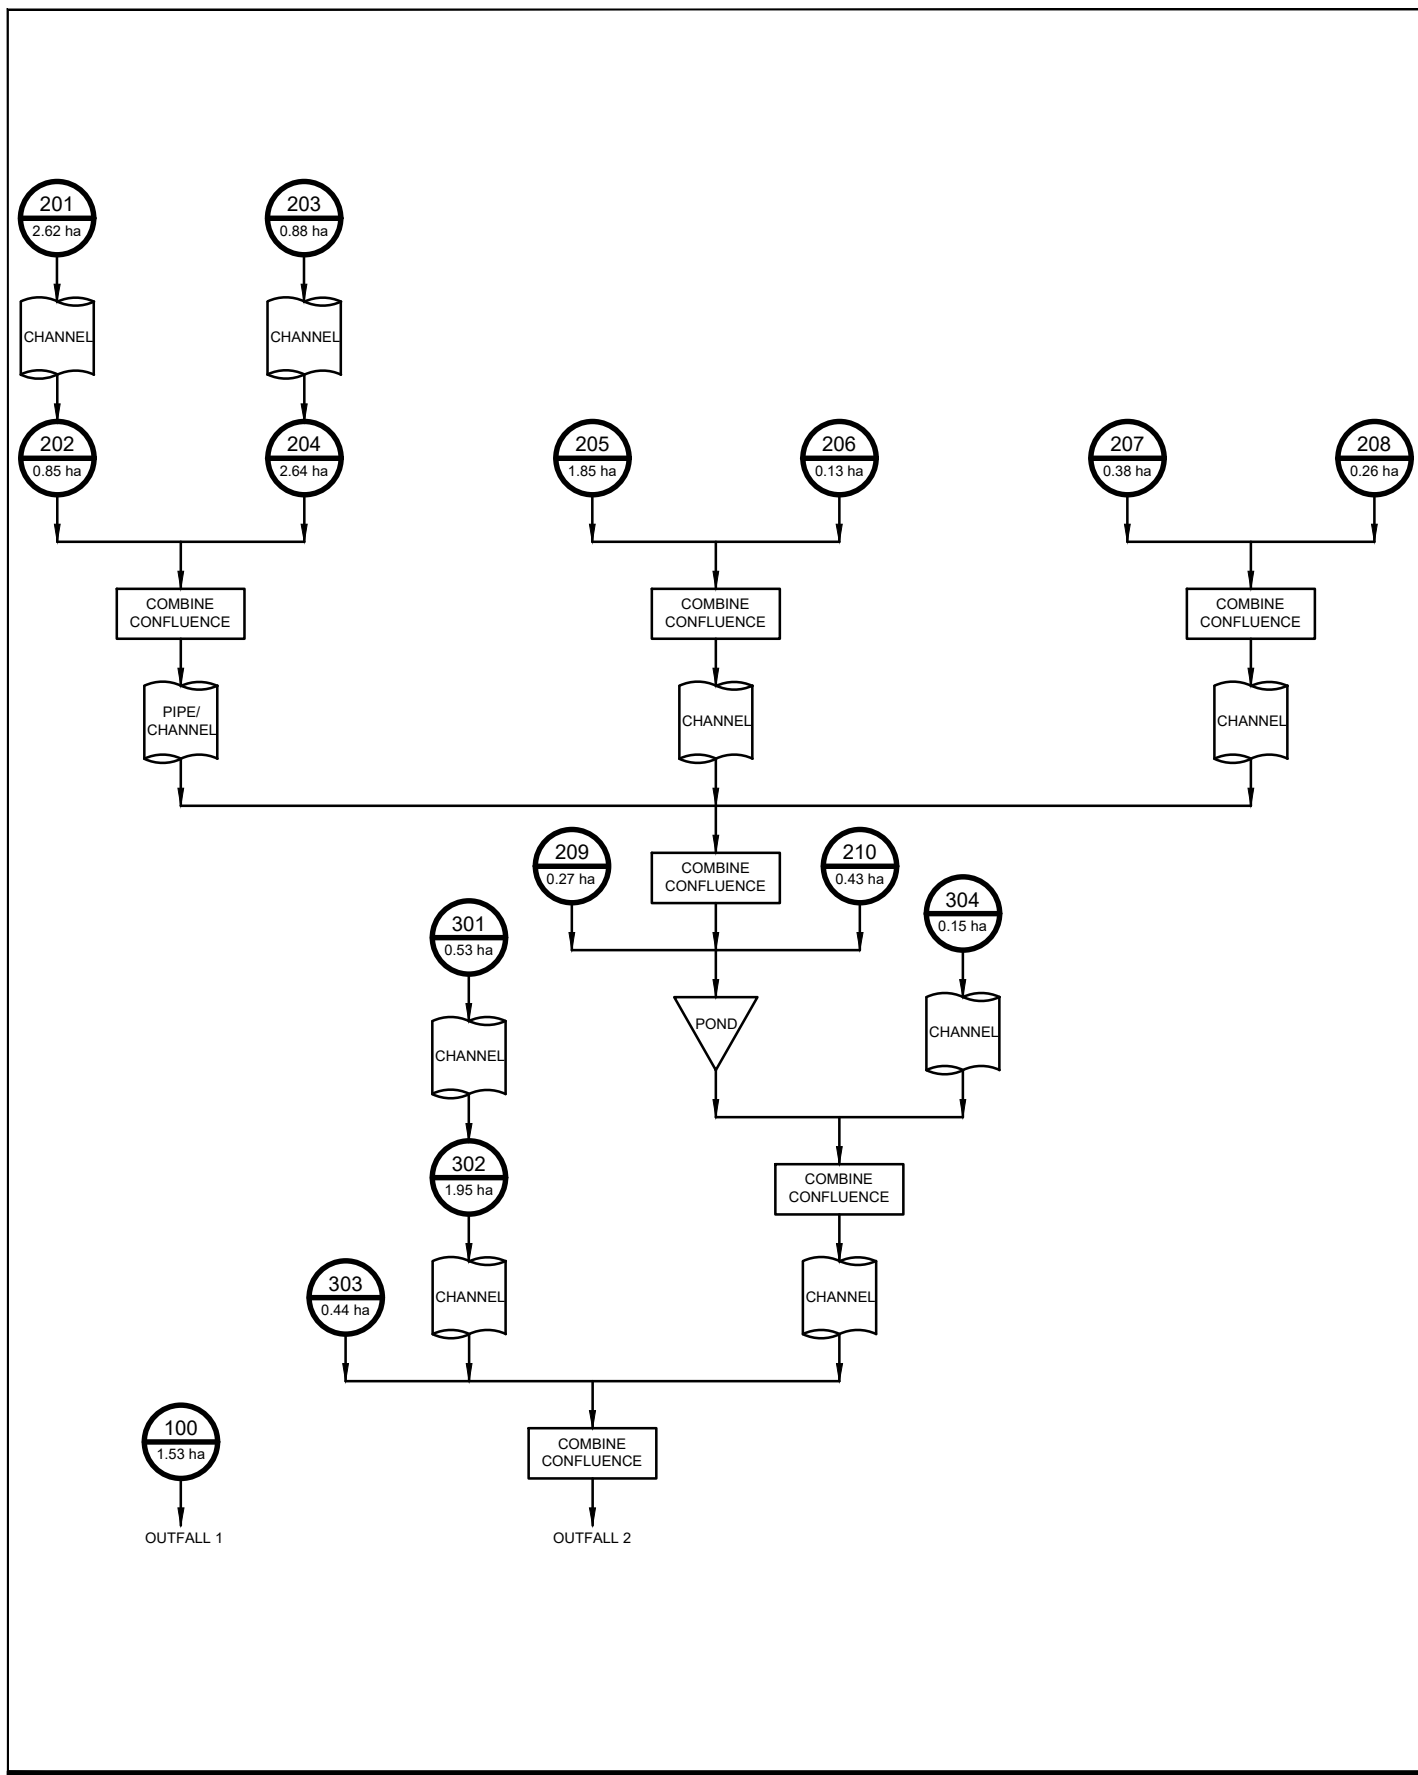 201
2.62 ha
203
0.88 ha
CHANNEL
CHANNEL
202
0.85 ha
204
2.64 ha
205
1.85 ha
206
0.13 ha
207
0.38 ha
208
0.26 ha
COMBINE
CONFLUENCE
COMBINE
CONFLUENCE
COMBINE
CONFLUENCE
PIPE/
CHANNEL
CHANNEL
CHANNEL
209
0.27 ha
COMBINE
CONFLUENCE
210
0.43 ha
304
0.15 ha
301
0.53 ha
POND
CHANNEL
CHANNEL
302
1.95 ha
COMBINE
CONFLUENCE
303
0.44 ha
CHANNEL
CHANNEL
100
1.53 ha
COMBINE
CONFLUENCE
OUTFALL 1
OUTFALL 2